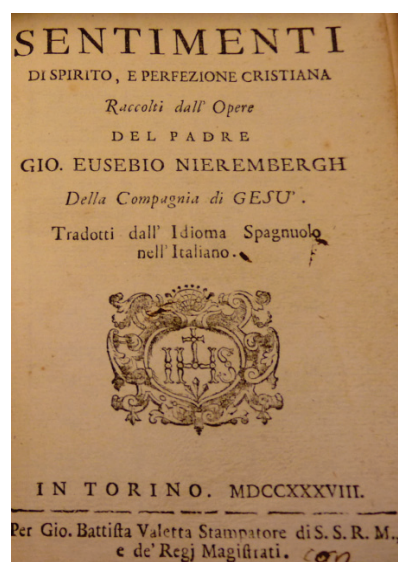 SENTIMENTI
DI SPIRITO, E PERFEZIONE CRISTIANA
Raccolti dall' Opere
DEL PADRE
GIO. EUSEBIO NIEREMBERGH
Della Compagnia di GESU'.
Tradotti dall' Idioma Spagnuolo
nell' Italiano.
IHS
IN TORINO. MDCCXXXVIII.
Per Gio. Battiſta Valetta Stampatore di S. S. R. M.,
e de' Regj Magiſtrati. con